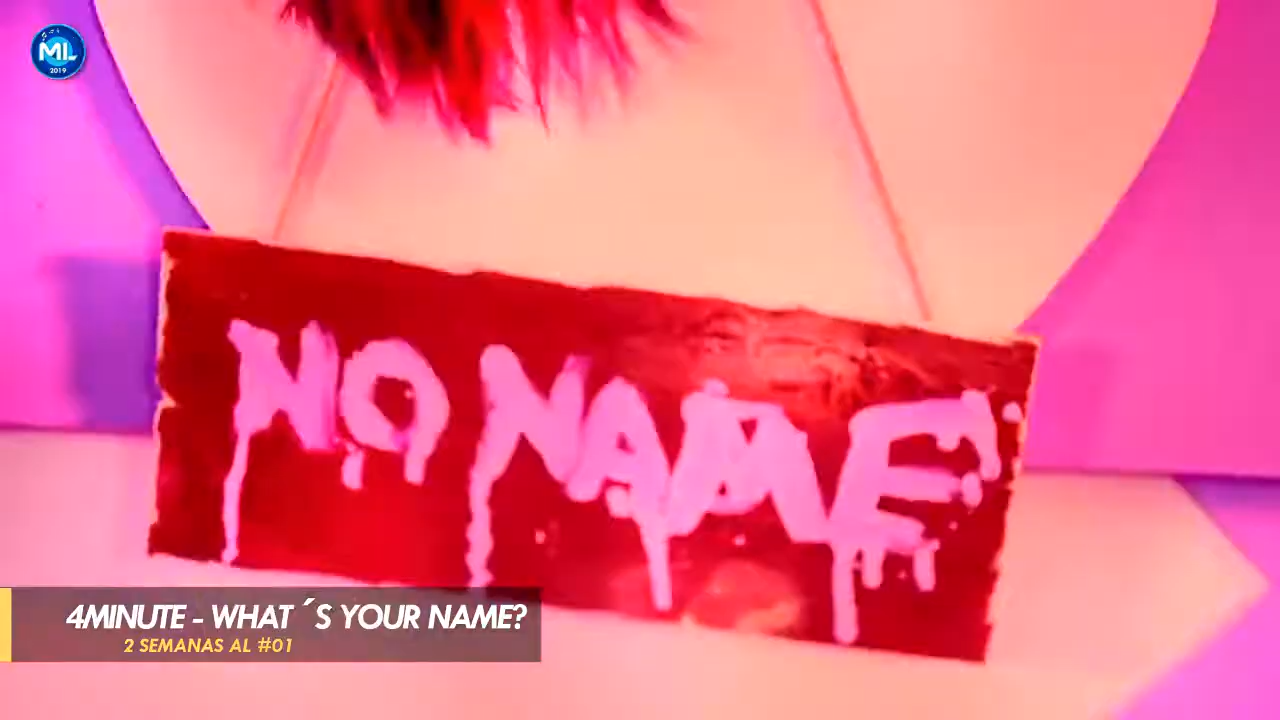 ML
2019
NO NAME
4MINUTE - WHAT ´S YOUR NAME?
2 SEMANAS AL #01